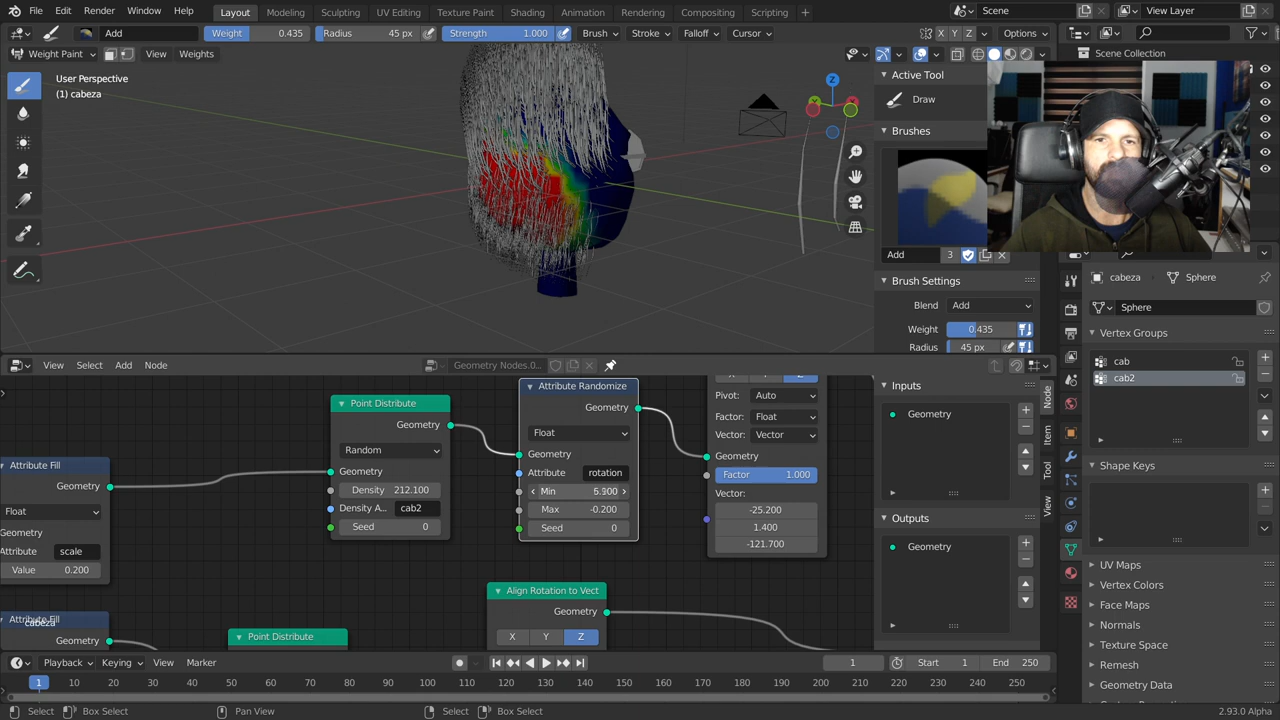 File Edit Render Window Help Layout Modeling Sculpting UV Editing Texture Paint Shading Animation Rendering Compositing Scripting + Scene View Layer
Add Weight 0.435 Radius 45 px Strength 1.000 Brush Stroke Falloff Cursor X Y Z Options
Weight Paint View Weights
Scene Collection
User Perspective
(1) cabeza
Active Tool
Draw
Brushes
Add 3
Brush Settings
Blend Add
Weight 0.435
Radius 45 px
cabeza Sphere
Sphere
Vertex Groups
cab
cab2
Shape Keys
UV Maps
Vertex Colors
Face Maps
Normals
Texture Space
Remesh
Geometry Data
View Select Add Node Geometry Nodes.0...
Attribute Fill
Geometry
Float
Geometry
Attribute scale
Value 0.200
Attribute Fill
cabeza
Geometry
Point Distribute
Geometry
Random
Geometry
Density 212.100
Density A... cab2
Seed 0
Point Distribute
Attribute Randomize
Geometry
Float
Geometry
Attribute rotation
Min 5.900
Max -0.200
Seed 0
Align Rotation to Vect
Geometry
X Y Z
Pivot: Auto
Factor: Float
Vector: Vector
Geometry
Factor 1.000
Vector:
-25.200
1.400
-121.700
Inputs
Geometry
Outputs
Geometry
Node
Item
Tool
View
Playback Keying View Marker 1 Start 1 End 250
1 10 20 30 40 50 60 70 80 90 100 110 120 130 140 150 160 170 180 190 200 210 220 230 240 250
Select Box Select Pan View Select Box Select 2.93.0 Alpha